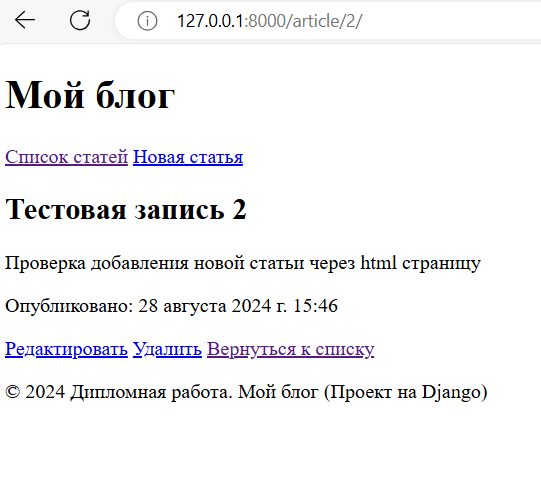 127.0.0.1:8000/article/2/
Мой блог
Список статей Новая статья
Тестовая запись 2
Проверка добавления новой статьи через html страницу
Опубликовано: 28 августа 2024 г. 15:46
Редактировать Удалить Вернуться к списку
© 2024 Дипломная работа. Мой блог (Проект на Django)